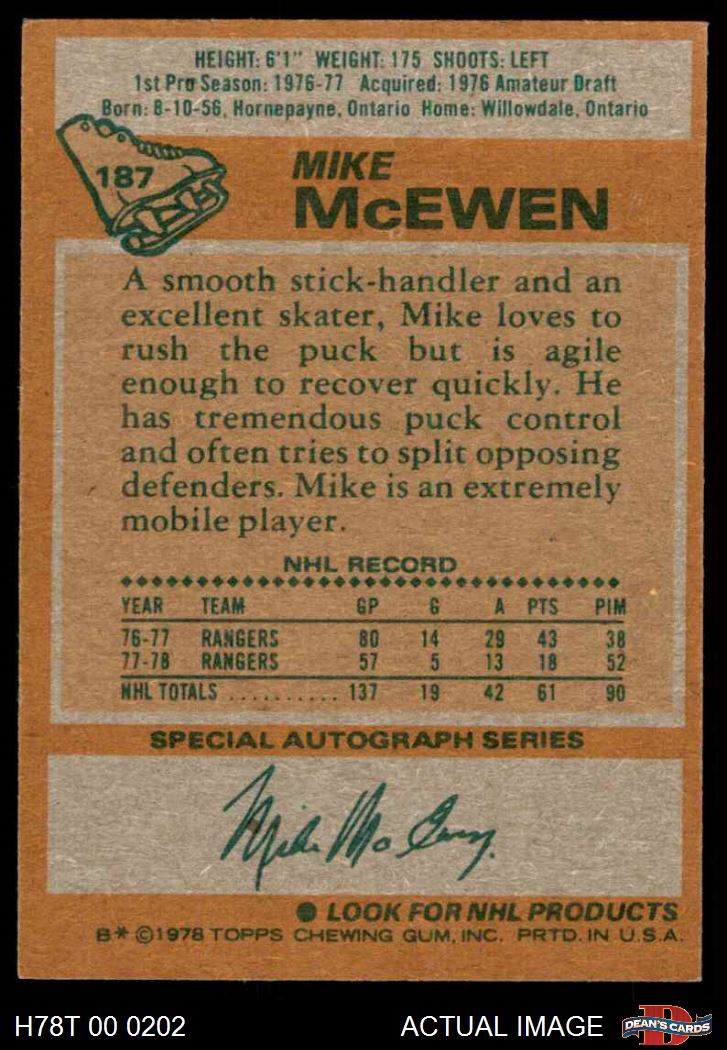 HEIGHT: 6'1" WEIGHT: 175 SHOOTS: LEFT
1st Pro Season: 1976-77 Acquired: 1976 Amateur Draft
Born: 8-10-56, Hornepayne, Ontario Home: Willowdale, Ontario
187
MIKE
McEWEN
A smooth stick-handler and an
excellent skater, Mike loves to
rush the puck but is agile
enough to recover quickly. He
has tremendous puck control
and often tries to split opposing
defenders. Mike is an extremely
mobile player.
NHL RECORD
YEAR TEAM GP G A PTS PIM
76-77 RANGERS 80 14 29 43 38
77-78 RANGERS 57 5 13 18 52
NHL TOTALS .......... 137 19 42 61 90
SPECIAL AUTOGRAPH SERIES
Mike McEwen
● LOOK FOR NHL PRODUCTS
B* ©1978 TOPPS CHEWING GUM, INC. PRTD. IN U.S.A.
H78T 00 0202 ACTUAL IMAGE D DEAN'S CARDS